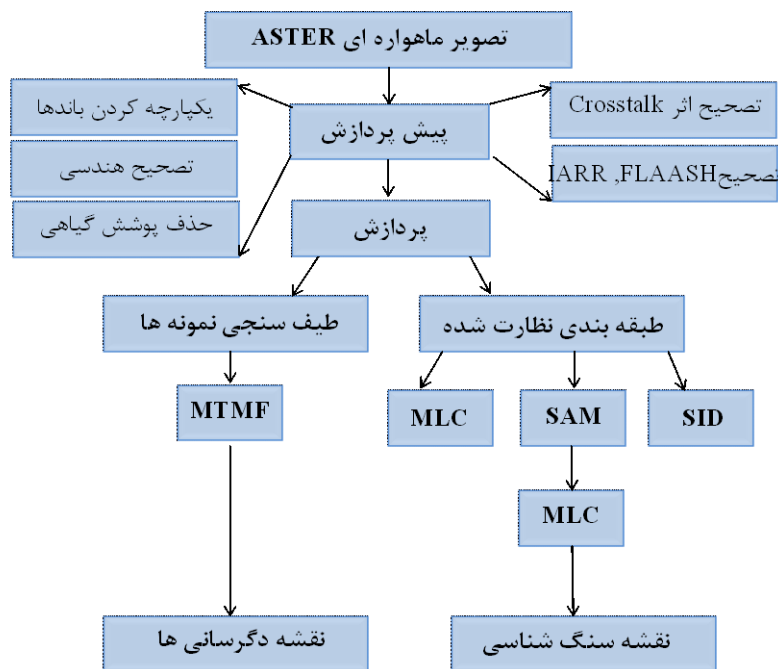 تصویر ماهواره ای ASTER
یکپارچه کردن باندها
تصحیح اثر Crosstalk
پیش پردازش
تصحیح هندسی
تصحیحIARR ,FLAASH
حذف پوشش گیاهی
پردازش
طیف سنجی نمونه ها
طبقه بندی نظارت شده
MTMF
MLC
SAM
SID
MLC
نقشه دگرسانی ها
نقشه سنگ شناسی